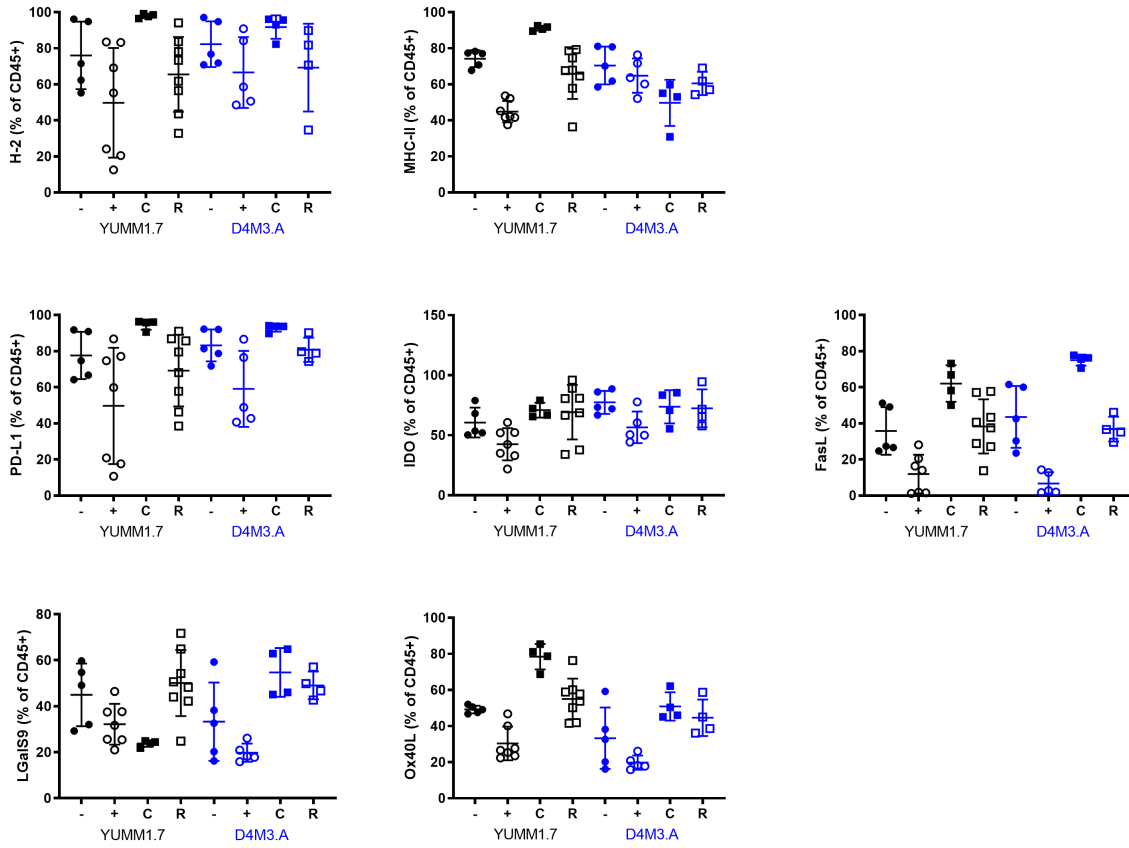 H-2 (% of CD45+)
100
80
60
40
20
0
- + C R - + C R
YUMM1.7 D4M3.A
MHC-II (% of CD45+)
100
80
60
40
20
0
- + C R - + C R
YUMM1.7 D4M3.A
PD-L1 (% of CD45+)
100
80
60
40
20
0
- + C R - + C R
YUMM1.7 D4M3.A
IDO (% of CD45+)
150
100
50
0
- + C R - + C R
YUMM1.7 D4M3.A
FasL (% of CD45+)
100
80
60
40
20
0
- + C R - + C R
YUMM1.7 D4M3.A
LGalS9 (% of CD45+)
80
60
40
20
0
- + C R - + C R
YUMM1.7 D4M3.A
Ox40L (% of CD45+)
100
80
60
40
20
0
- + C R - + C R
YUMM1.7 D4M3.A